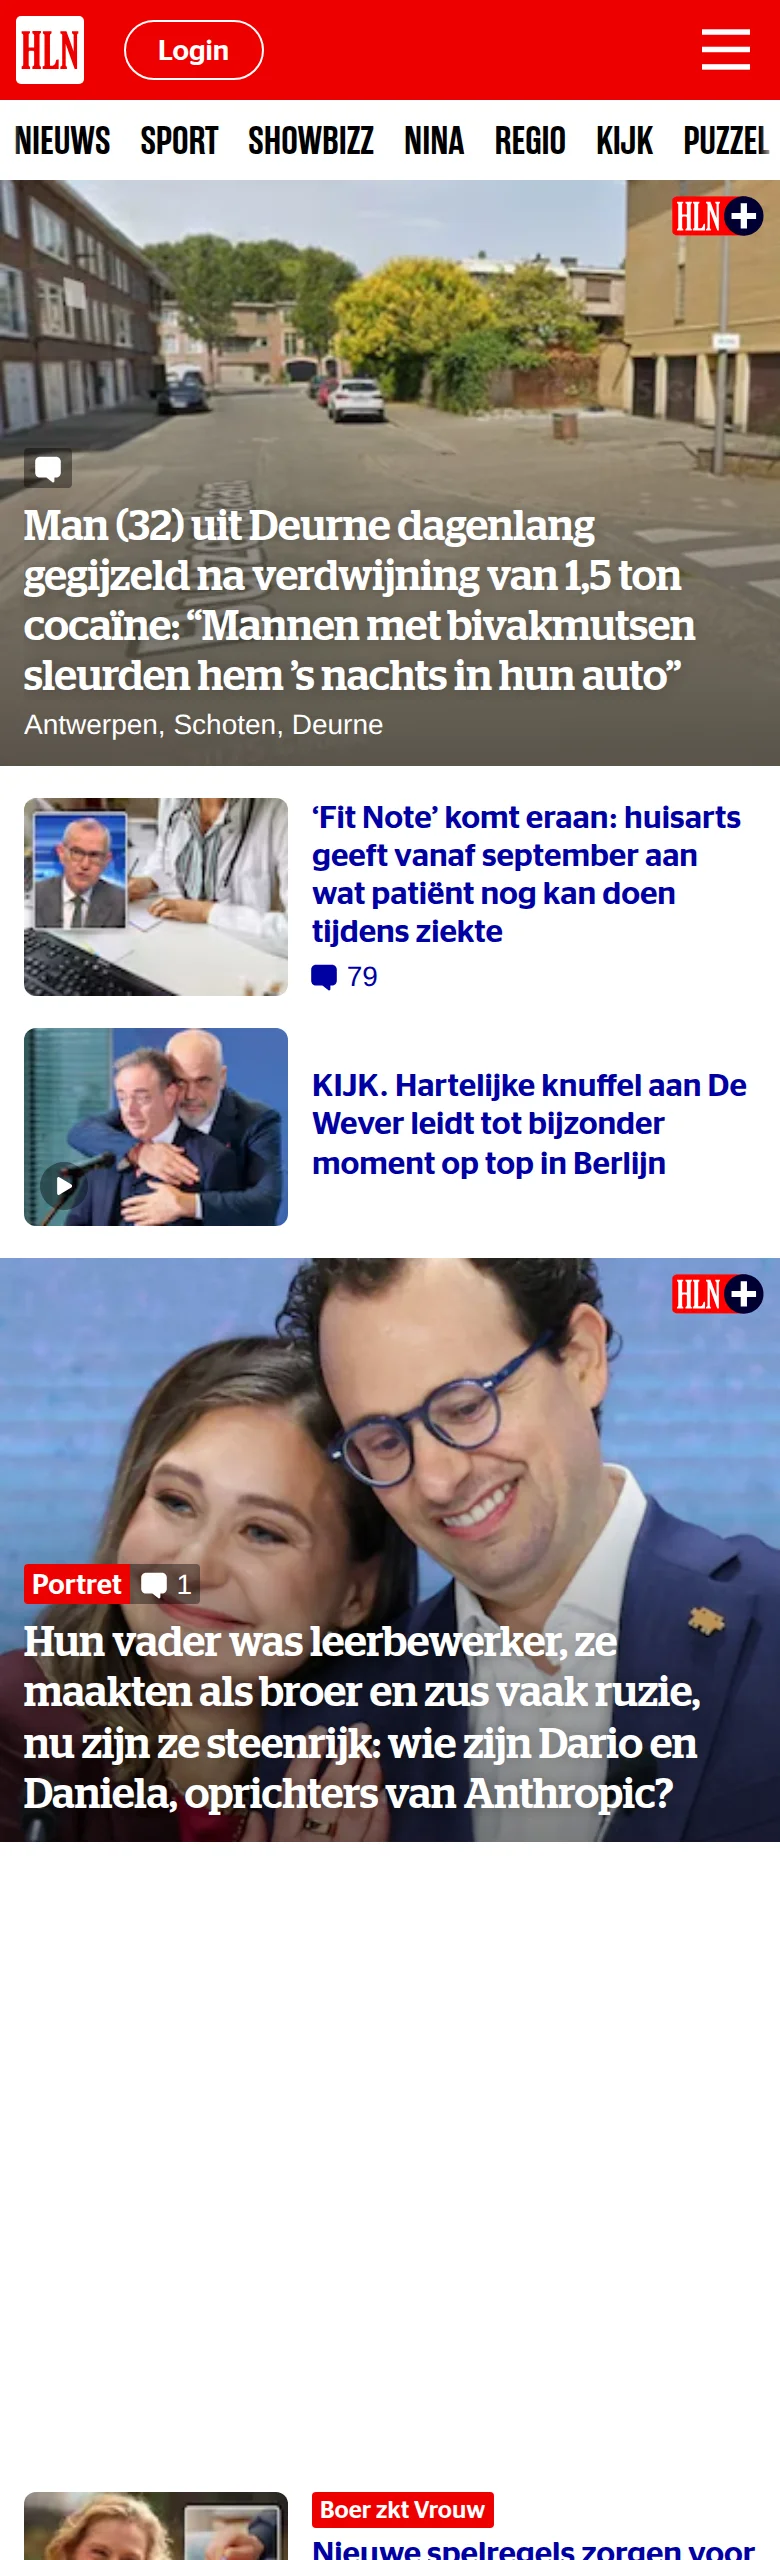 HLN
Login
NIEUWS SPORT SHOWBIZZ NINA REGIO KIJK PUZZEL
HLN+
Man (32) uit Deurne dagenlang
gegijzeld na verdwijning van 1,5 ton
cocaïne: “Mannen met bivakmutsen
sleurden hem ’s nachts in hun auto”
Antwerpen, Schoten, Deurne
‘Fit Note’ komt eraan: huisarts
geeft vanaf september aan
wat patiënt nog kan doen
tijdens ziekte
79
KIJK. Hartelijke knuffel aan De
Wever leidt tot bijzonder
moment op top in Berlijn
HLN+
Portret 1
Hun vader was leerbewerker, ze
maakten als broer en zus vaak ruzie,
nu zijn ze steenrijk: wie zijn Dario en
Daniela, oprichters van Anthropic?
Boer zkt Vrouw
Nieuwe spelregels zorgen voor